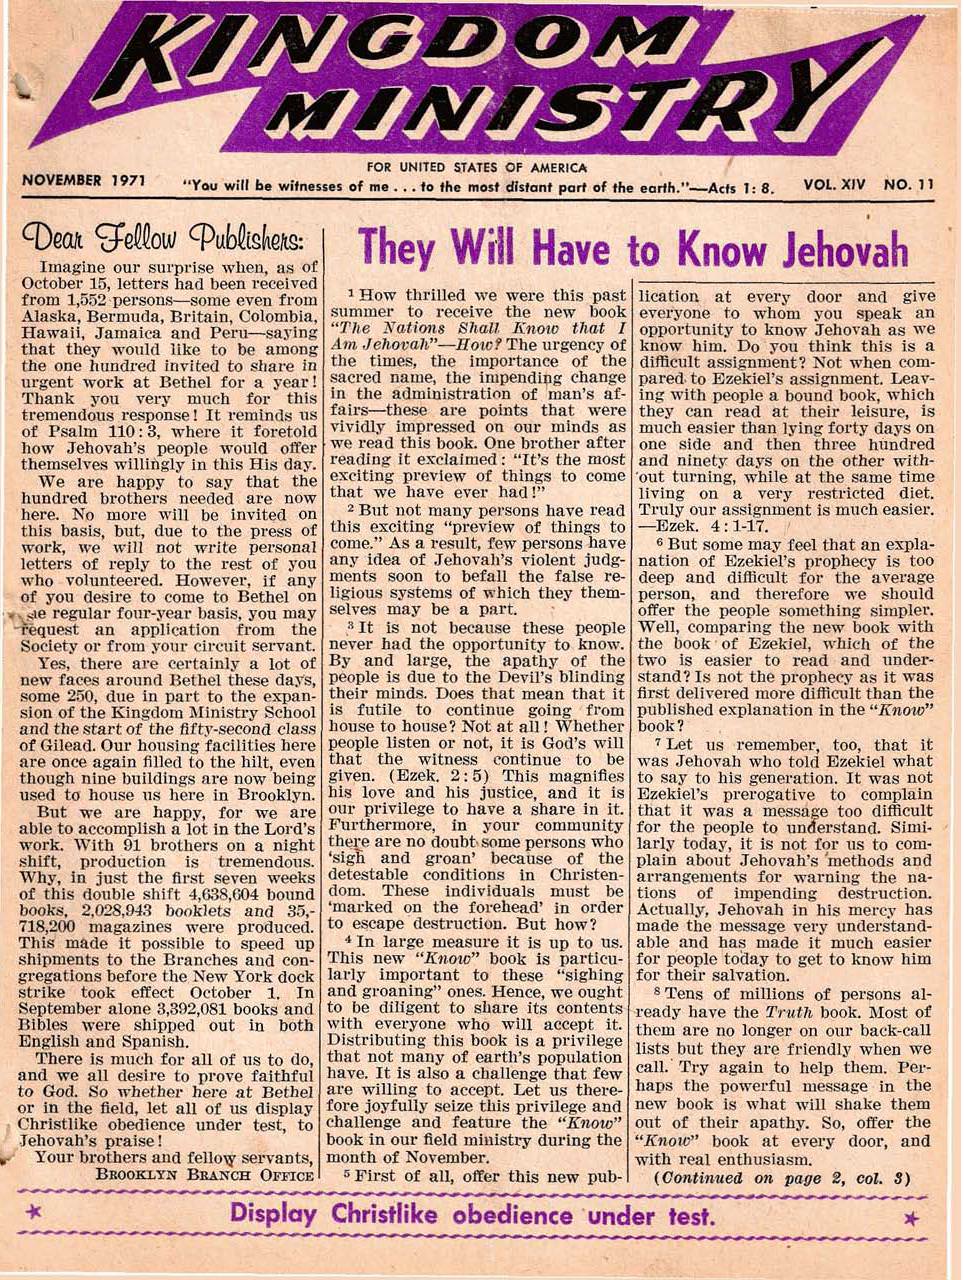 KINGDOM
MINISTRY
FOR UNITED STATES OF AMERICA
NOVEMBER 1971 "You will be witnesses of me . . . to the most distant part of the earth."—Acts 1:8. VOL. XIV NO. 11
Dear Fellow Publishers:
Imagine our surprise when, as of
October 15, letters had been received
from 1,552 persons—some even from
Alaska, Bermuda, Britain, Colombia,
Hawaii, Jamaica and Peru—saying
that they would like to be among
the one hundred invited to share in
urgent work at Bethel for a year!
Thank you very much for this
tremendous response! It reminds us
of Psalm 110:3, where it foretold
how Jehovah's people would offer
themselves willingly in this His day.
We are happy to say that the
hundred brothers needed are now
here. No more will be invited on
this basis, but, due to the press of
work, we will not write personal
letters of reply to the rest of you
who volunteered. However, if any
of you desire to come to Bethel on
regular four-year basis, you may
request an application from the
Society or from your circuit servant.
Yes, there are certainly a lot of
new faces around Bethel these days,
some 250, due in part to the expan-
sion of the Kingdom Ministry School
and the start of the fifty-second class
of Gilead. Our housing facilities here
are once again filled to the hilt, even
though nine buildings are now being
used to house us here in Brooklyn.
But we are happy, for we are
able to accomplish a lot in the Lord's
work. With 91 brothers on a night
shift, production is tremendous.
Why, in just the first seven weeks
of this double shift 4,638,604 bound
books, 2,028,943 booklets and 35,-
718,200 magazines were produced.
This made it possible to speed up
shipments to the Branches and con-
gregations before the New York dock
strike took effect October 1. In
September alone 3,392,081 books and
Bibles were shipped out in both
English and Spanish.
There is much for all of us to do,
and we all desire to prove faithful
to God. So whether here at Bethel
or in the field, let all of us display
Christlike obedience under test, to
Jehovah's praise!
Your brothers and fellow servants,
BROOKLYN BRANCH OFFICE
They Will Have to Know Jehovah
1 How thrilled we were this past
summer to receive the new book
"The Nations Shall Know that I
Am Jehovah"—How? The urgency of
the times, the importance of the
sacred name, the impending change
in the administration of man's af-
fairs—these are points that were
vividly impressed on our minds as
we read this book. One brother after
reading it exclaimed: "It's the most
exciting preview of things to come
that we have ever had!"
2 But not many persons have read
this exciting "preview of things to
come." As a result, few persons have
any idea of Jehovah's violent judg-
ments soon to befall the false re-
ligious systems of which they them-
selves may be a part.
3 It is not because these people
never had the opportunity to know.
By and large, the apathy of the
people is due to the Devil's blinding
their minds. Does that mean that it
is futile to continue going from
house to house? Not at all! Whether
people listen or not, it is God's will
that the witness continue to be
given. (Ezek. 2:5) This magnifies
his love and his justice, and it is
our privilege to have a share in it.
Furthermore, in your community
there are no doubt some persons who
'sigh and groan' because of the
detestable conditions in Christen-
dom. These individuals must be
'marked on the forehead' in order
to escape destruction. But how?
4 In large measure it is up to us.
This new "Know" book is particu-
larly important to these "sighing
and groaning" ones. Hence, we ought
to be diligent to share its contents
with everyone who will accept it.
Distributing this book is a privilege
that not many of earth's population
have. It is also a challenge that few
are willing to accept. Let us there-
fore joyfully seize this privilege and
challenge and feature the "Know"
book in our field ministry during the
month of November.
5 First of all, offer this new pub-
lication at every door and give
everyone to whom you speak an
opportunity to know Jehovah as we
know him. Do you think this is a
difficult assignment? Not when com-
pared to Ezekiel's assignment. Leav-
ing with people a bound book, which
they can read at their leisure, is
much easier than lying forty days on
one side and then three hundred
and ninety days on the other with-
out turning, while at the same time
living on a very restricted diet.
Truly our assignment is much easier.
—Ezek. 4:1-17.
6 But some may feel that an expla-
nation of Ezekiel's prophecy is too
deep and difficult for the average
person, and therefore we should
offer the people something simpler.
Well, comparing the new book with
the book of Ezekiel, which of the
two is easier to read and under-
stand? Is not the prophecy as it was
first delivered more difficult than the
published explanation in the "Know"
book?
7 Let us remember, too, that it
was Jehovah who told Ezekiel what
to say to his generation. It was not
Ezekiel's prerogative to complain
that it was a message too difficult
for the people to understand. Simi-
larly today, it is not for us to com-
plain about Jehovah's methods and
arrangements for warning the na-
tions of impending destruction.
Actually, Jehovah in his mercy has
made the message very understand-
able and has made it much easier
for people today to get to know him
for their salvation.
8 Tens of millions of persons al-
ready have the Truth book. Most of
them are no longer on our back-call
lists but they are friendly when we
call. Try again to help them. Per-
haps the powerful message in the
new book is what will shake them
out of their apathy. So, offer the
"Know" book at every door, and
with real enthusiasm.
(Continued on page 2, col. 3)
★ Display Christlike obedience under test. ★